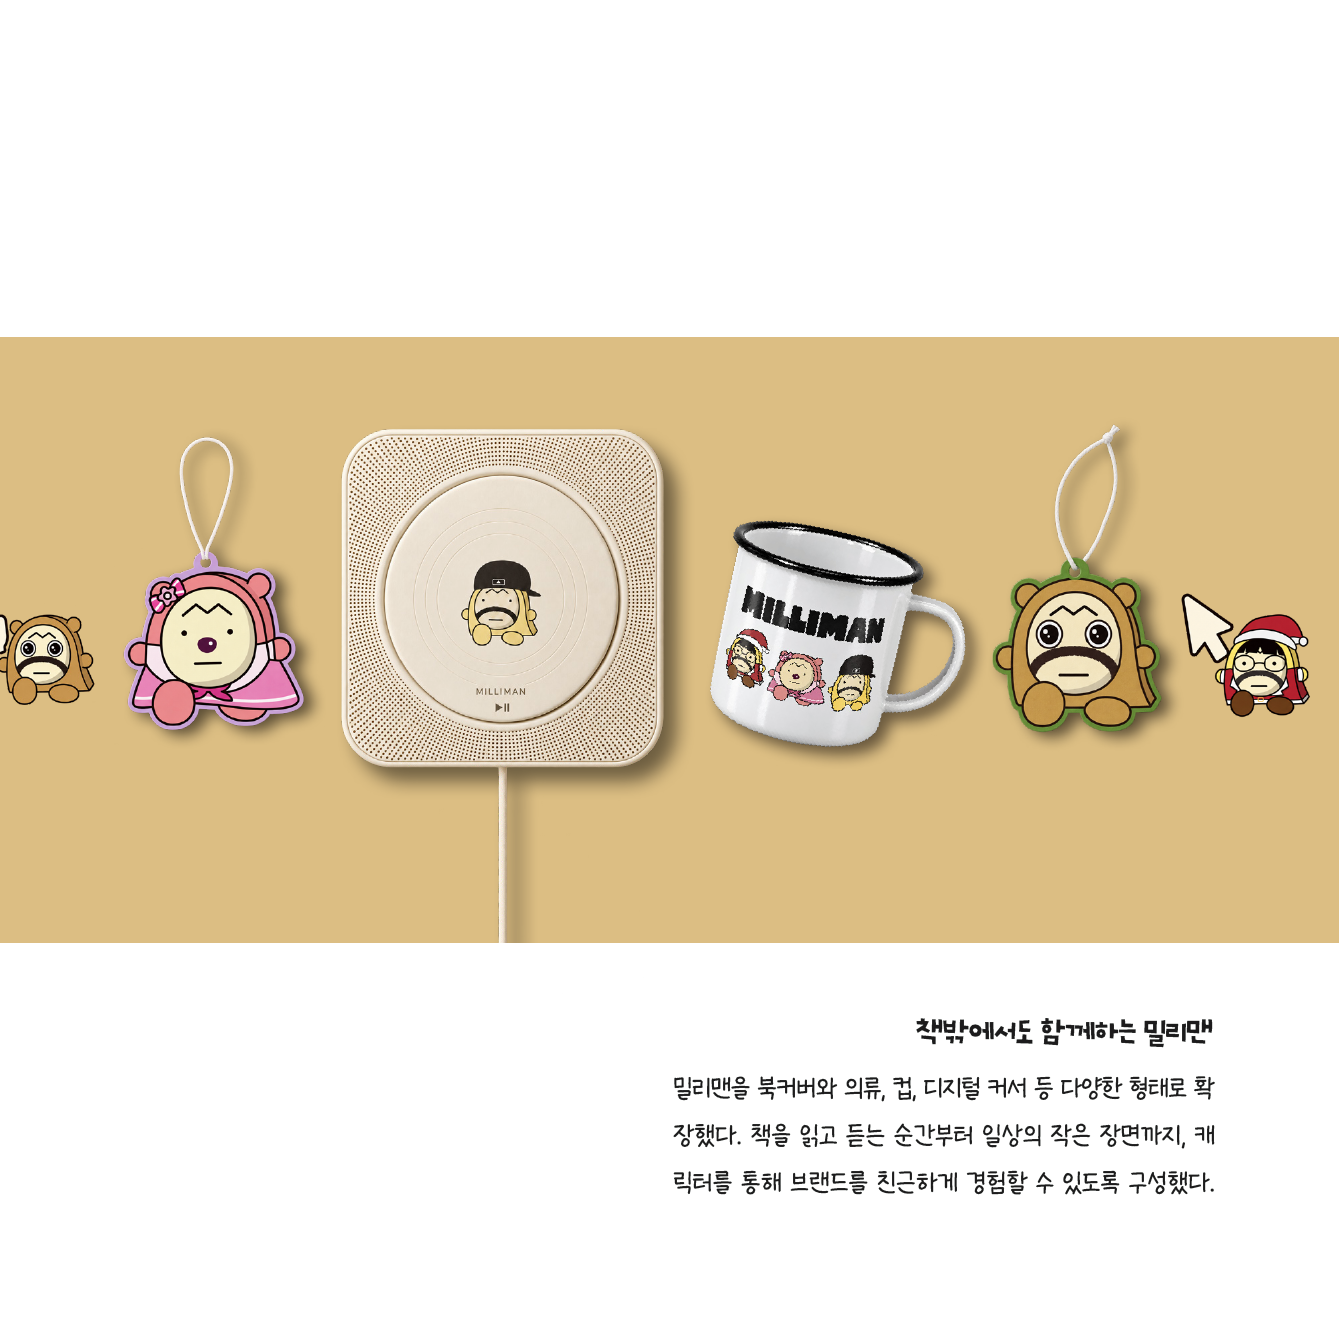 MILLIMAN
MILLIMAN
책밖에서도 함께하는 밀리맨
밀리맨을 북커버와 의류, 컵, 디지털 커서 등 다양한 형태로 확
장했다. 책을 읽고 듣는 순간부터 일상의 작은 장면까지, 캐
릭터를 통해 브랜드를 친근하게 경험할 수 있도록 구성했다.